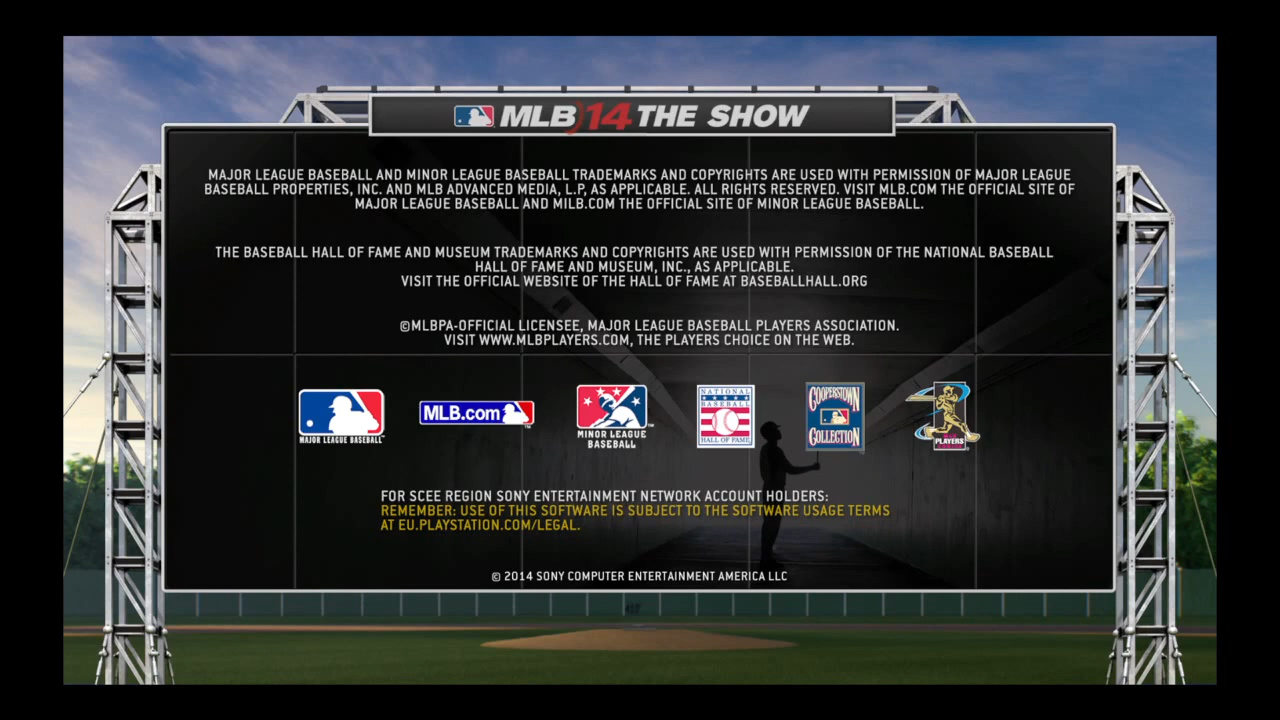 MLB 14 THE SHOW
MAJOR LEAGUE BASEBALL AND MINOR LEAGUE BASEBALL TRADEMARKS AND COPYRIGHTS ARE USED WITH PERMISSION OF MAJOR LEAGUE
BASEBALL PROPERTIES, INC. AND MLB ADVANCED MEDIA, L.P, AS APPLICABLE. ALL RIGHTS RESERVED. VISIT MLB.COM THE OFFICIAL SITE OF
MAJOR LEAGUE BASEBALL AND MILB.COM THE OFFICIAL SITE OF MINOR LEAGUE BASEBALL.
THE BASEBALL HALL OF FAME AND MUSEUM TRADEMARKS AND COPYRIGHTS ARE USED WITH PERMISSION OF THE NATIONAL BASEBALL
HALL OF FAME AND MUSEUM, INC., AS APPLICABLE.
VISIT THE OFFICIAL WEBSITE OF THE HALL OF FAME AT BASEBALLHALL.ORG
©MLBPA-OFFICIAL LICENSEE, MAJOR LEAGUE BASEBALL PLAYERS ASSOCIATION.
VISIT WWW.MLBPLAYERS.COM, THE PLAYERS CHOICE ON THE WEB.
MAJOR LEAGUE BASEBALL
MLB.com
MINOR LEAGUE
BASEBALL
NATIONAL
BASEBALL
HALL OF FAME
COOPERSTOWN
COLLECTION
PLAYERS
FOR SCEE REGION SONY ENTERTAINMENT NETWORK ACCOUNT HOLDERS:
REMEMBER: USE OF THIS SOFTWARE IS SUBJECT TO THE SOFTWARE USAGE TERMS
AT EU.PLAYSTATION.COM/LEGAL.
© 2014 SONY COMPUTER ENTERTAINMENT AMERICA LLC